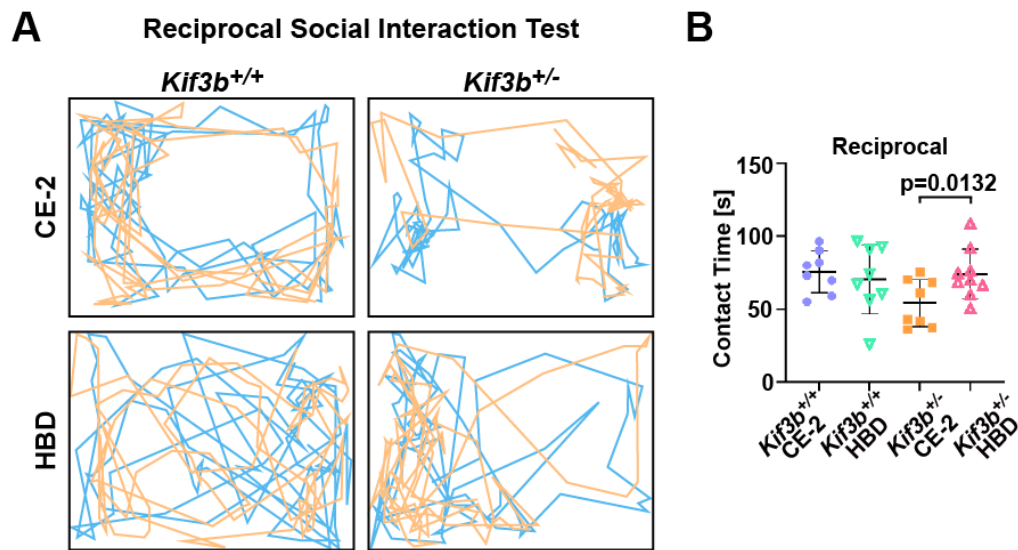 A
Reciprocal Social Interaction Test
Kif3b+/+
Kif3b+/-
CE-2
HBD
B
Reciprocal
p=0.0132
Contact Time [s]
150
100
50
0
Kif3b+/+
CE-2
Kif3b+/+
HBD
Kif3b+/-
CE-2
Kif3b+/-
HBD